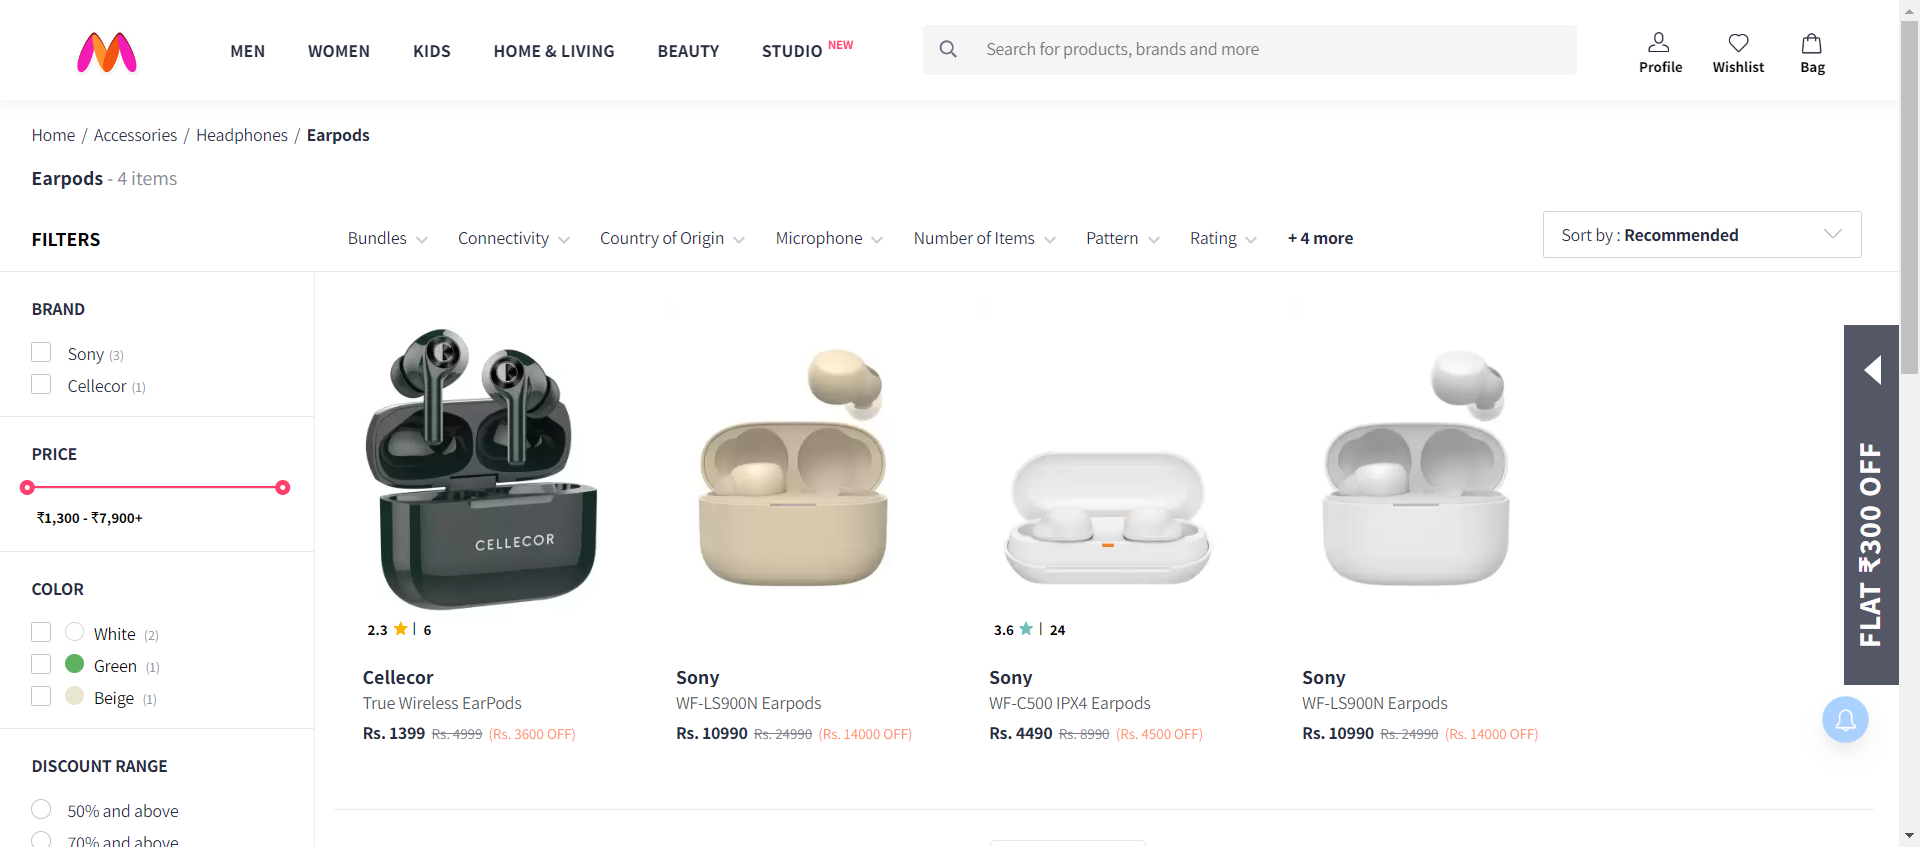 MEN WOMEN KIDS HOME & LIVING BEAUTY STUDIO NEW
Search for products, brands and more
Profile Wishlist Bag
Home / Accessories / Headphones / Earpods
Earpods - 4 items
FILTERS
Bundles Connectivity Country of Origin Microphone Number of Items Pattern Rating + 4 more
Sort by : Recommended
BRAND
Sony (3)
Cellecor (1)
PRICE
₹1,300 - ₹7,900+
COLOR
White (2)
Green (1)
Beige (1)
DISCOUNT RANGE
50% and above
70% and above
CELLECOR
2.3 | 6
Cellecor
True Wireless EarPods
Rs. 1399 Rs. 4999 (Rs. 3600 OFF)
Sony
WF-LS900N Earpods
Rs. 10990 Rs. 24990 (Rs. 14000 OFF)
3.6 | 24
Sony
WF-C500 IPX4 Earpods
Rs. 4490 Rs. 8990 (Rs. 4500 OFF)
Sony
WF-LS900N Earpods
Rs. 10990 Rs. 24990 (Rs. 14000 OFF)
FLAT ₹300 OFF